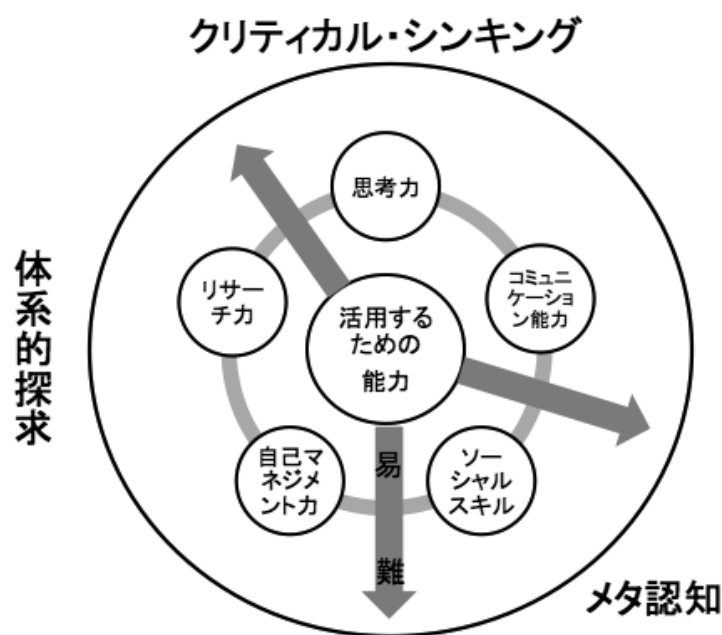 クリティカル・シンキング
思考力
リサー
チ力
コミュニ
ケーショ
ン能力
体系的探求
活用する
ための
能力
自己マ
ネジメ
ント力
易
ソー
シャル
スキル
難
メタ認知